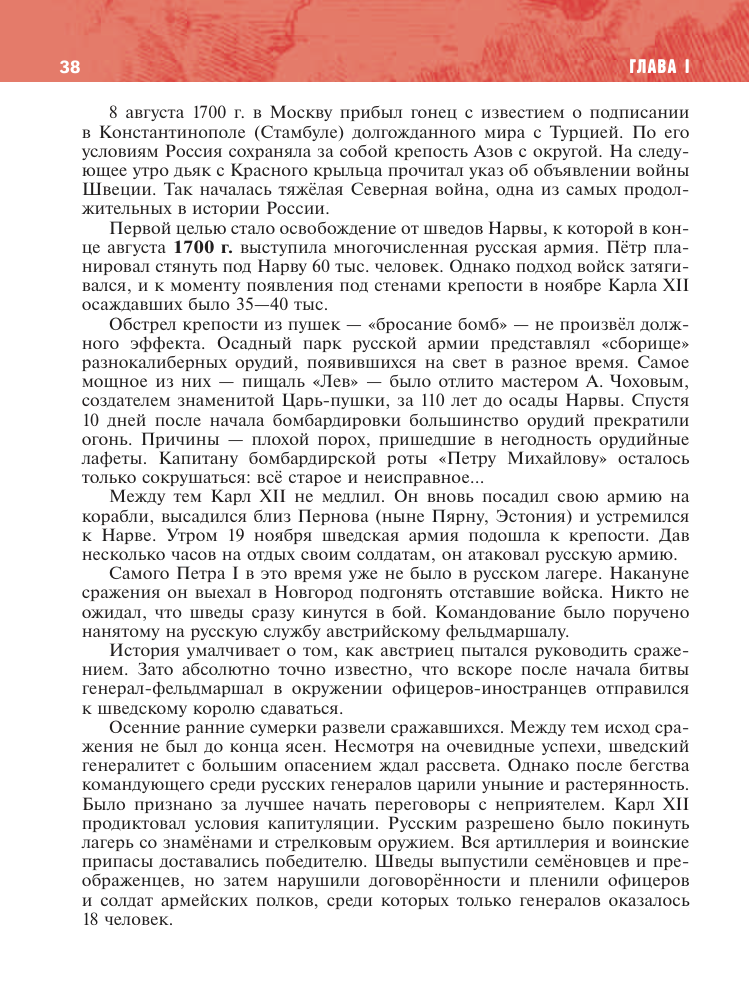 38
ГЛАВА I
8 августа 1700 г. в Москву прибыл гонец с известием о подписании
в Константинополе (Стамбуле) долгожданного мира с Турцией. По его
условиям Россия сохраняла за собой крепость Азов с округой. На следу-
ющее утро дьяк с Красного крыльца прочитал указ об объявлении войны
Швеции. Так началась тяжёлая Северная война, одна из самых продол-
жительных в истории России.
Первой целью стало освобождение от шведов Нарвы, к которой в кон-
це августа 1700 г. выступила многочисленная русская армия. Пётр пла-
нировал стянуть под Нарву 60 тыс. человек. Однако подход войск затяги-
вался, и к моменту появления под стенами крепости в ноябре Карла XII
осаждавших было 35—40 тыс.
Обстрел крепости из пушек — «бросание бомб» — не произвёл долж-
ного эффекта. Осадный парк русской армии представлял «сборище»
разнокалиберных орудий, появившихся на свет в разное время. Самое
мощное из них — пищаль «Лев» — было отлито мастером А. Чоховым,
создателем знаменитой Царь-пушки, за 110 лет до осады Нарвы. Спустя
10 дней после начала бомбардировки большинство орудий прекратили
огонь. Причины — плохой порох, пришедшие в негодность орудийные
лафеты. Капитану бомбардирской роты «Петру Михайлову» осталось
только сокрушаться: всё старое и неисправное...
Между тем Карл XII не медлил. Он вновь посадил свою армию на
корабли, высадился близ Пернова (ныне Пярну, Эстония) и устремился
к Нарве. Утром 19 ноября шведская армия подошла к крепости. Дав
несколько часов на отдых своим солдатам, он атаковал русскую армию.
Самого Петра I в это время уже не было в русском лагере. Накануне
сражения он выехал в Новгород подгонять отставшие войска. Никто не
ожидал, что шведы сразу кинутся в бой. Командование было поручено
нанятому на русскую службу австрийскому фельдмаршалу.
История умалчивает о том, как австриец пытался руководить сраже-
нием. Зато абсолютно точно известно, что вскоре после начала битвы
генерал-фельдмаршал в окружении офицеров-иностранцев отправился
к шведскому королю сдаваться.
Осенние ранние сумерки развели сражавшихся. Между тем исход сра-
жения не был до конца ясен. Несмотря на очевидные успехи, шведский
генералитет с большим опасением ждал рассвета. Однако после бегства
командующего среди русских генералов царили уныние и растерянность.
Было признано за лучшее начать переговоры с неприятелем. Карл XII
продиктовал условия капитуляции. Русским разрешено было покинуть
лагерь со знамёнами и стрелковым оружием. Вся артиллерия и воинские
припасы доставались победителю. Шведы выпустили семёновцев и пре-
ображенцев, но затем нарушили договорённости и пленили офицеров
и солдат армейских полков, среди которых только генералов оказалось
18 человек.